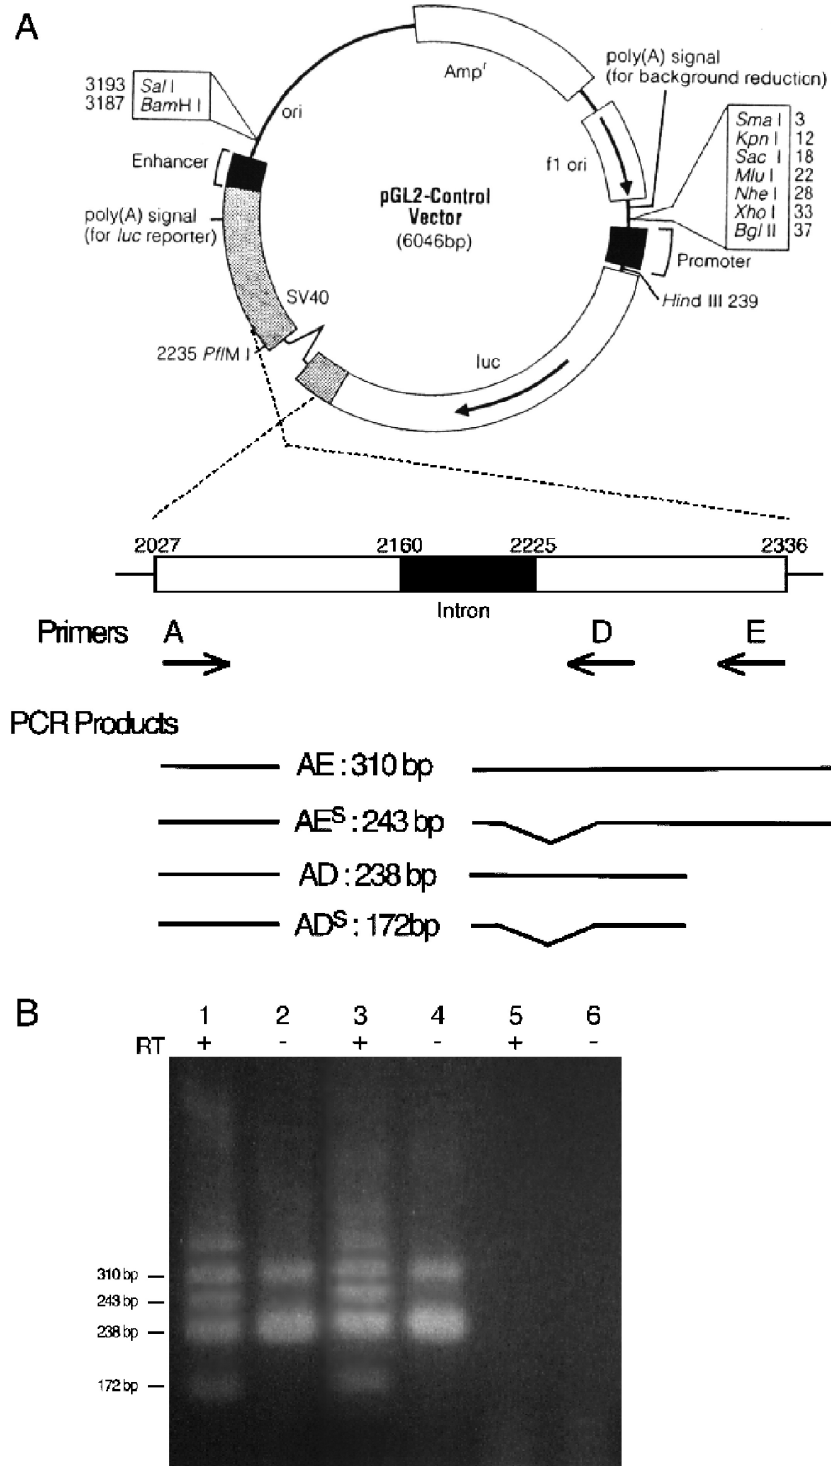 A
3193 Sal I
3187 BamH I
ori
Amp^r
poly(A) signal
(for background reduction)
Sma I 3
Kpn I 12
Sac I 18
Mlu I 22
Nhe I 28
Xho I 33
Bgl II 37
Enhancer
f1 ori
pGL2-Control
Vector
(6046bp)
poly(A) signal
(for luc reporter)
Promoter
Hind III 239
SV40
2235 PflM I
luc
2027 2160 2225 2336
Intron
Primers A D E
PCR Products
AE : 310 bp
AE^S : 243 bp
AD : 238 bp
AD^S : 172bp
B
1 2 3 4 5 6
RT + - + - + -
310 bp
243 bp
238 bp
172 bp